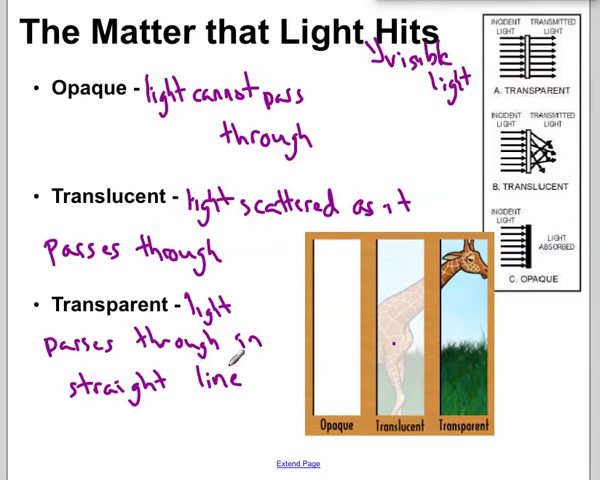 The Matter that Light Hits
visible
light
• Opaque - light cannot pass
through
• Translucent - light scattered as it
passes through
• Transparent - light
passes through in
straight line
INCIDENT LIGHT TRANSMITTED LIGHT
A. TRANSPARENT
INCIDENT LIGHT TRANSMITTED LIGHT
B. TRANSLUCENT
INCIDENT LIGHT
LIGHT ABSORBED
C. OPAQUE
Opaque Translucent Transparent
Extend Page